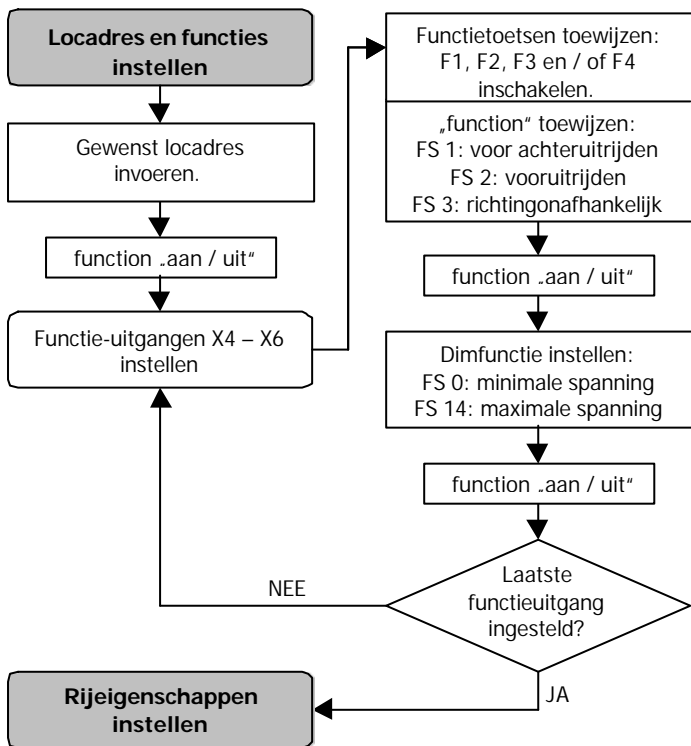 Locadres en functies
instellen
Gewenst locadres
invoeren.
function „aan / uit“
Functie-uitgangen X4 – X6
instellen
Functietoetsen toewijzen:
F1, F2, F3 en / of F4
inschakelen.
„function“ toewijzen:
FS 1: voor achteruitrijden
FS 2: vooruitrijden
FS 3: richtingonafhankelijk
function „aan / uit“
Dimfunctie instellen:
FS 0: minimale spanning
FS 14: maximale spanning
function „aan / uit“
Laatste
functieuitgang
ingesteld?
NEE
JA
Rijeigenschappen
instellen